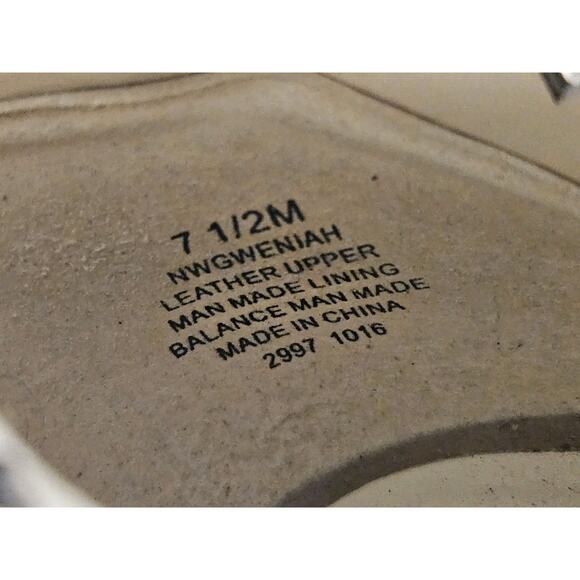 7 1/2M
NWGWENIAH
LEATHER UPPER
MAN MADE LINING
BALANCE MAN MADE
MADE IN CHINA
2997 1016